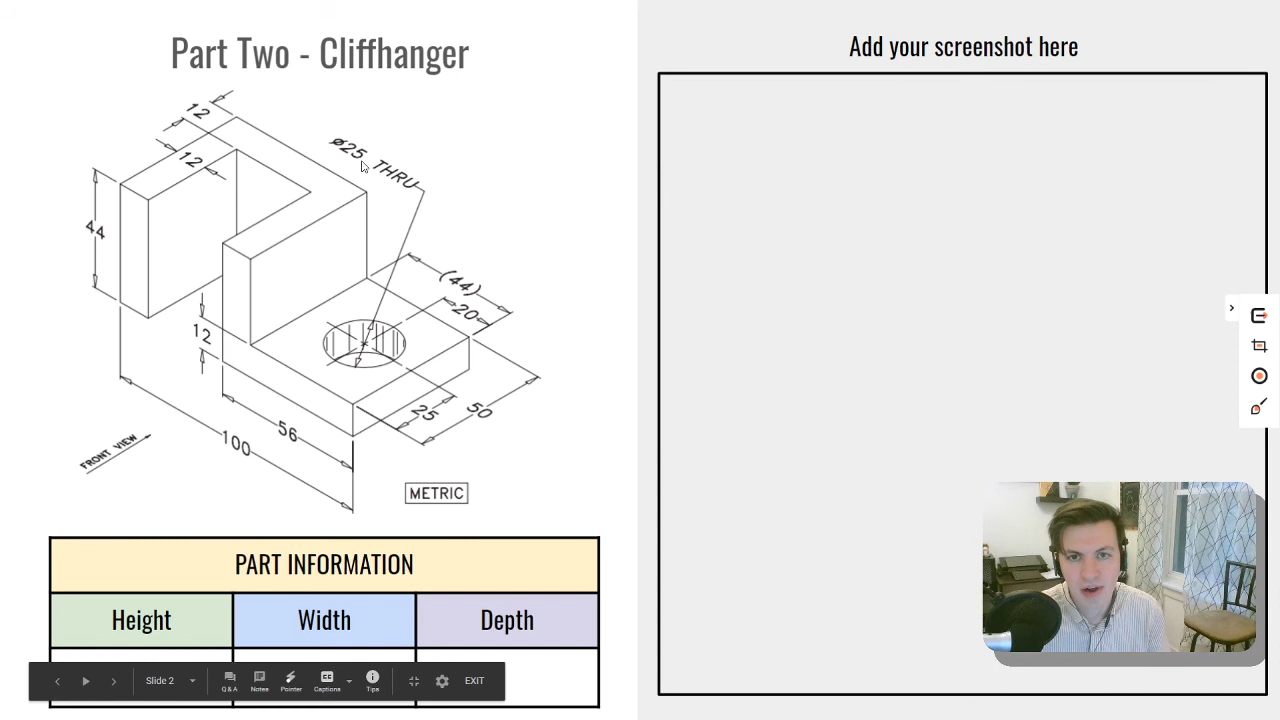 Part Two - Cliffhanger
Add your screenshot here
12
12
ø25 THRU
44
(44)
20
12
25
50
56
100
FRONT VIEW
METRIC
PART INFORMATION
Height Width Depth
Slide 2
Q&A Notes Pointer Captions Tips EXIT